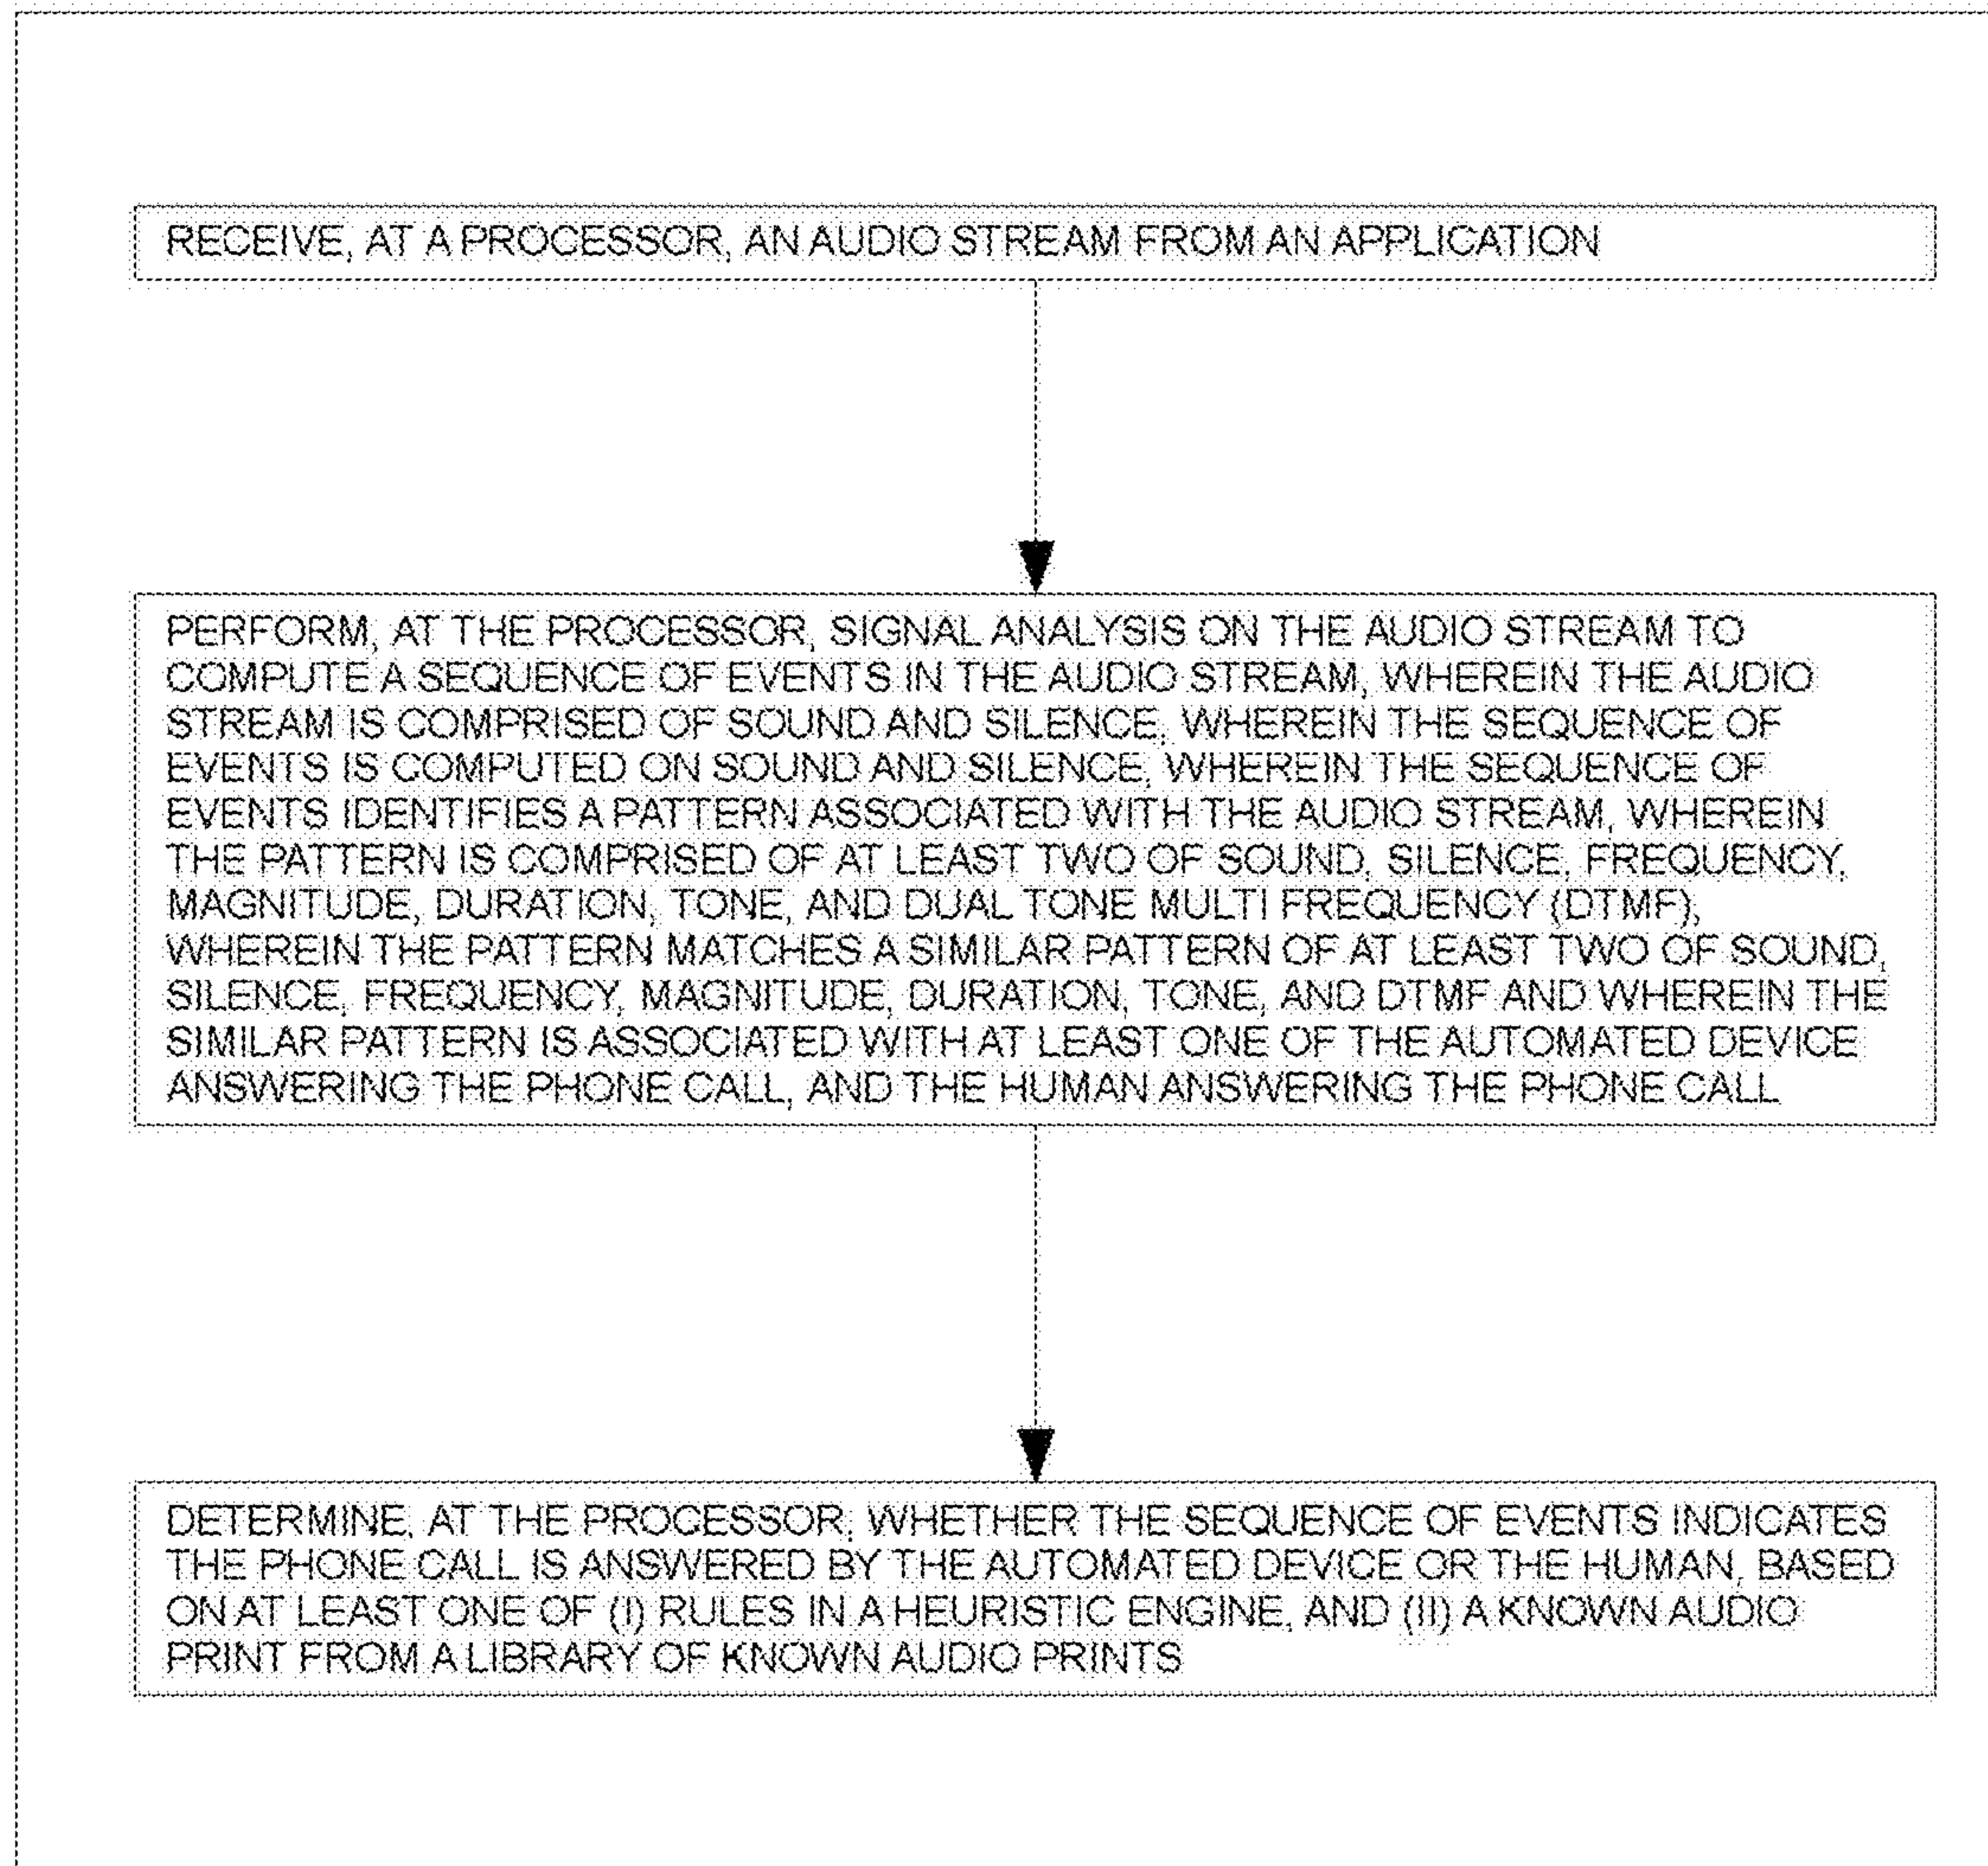 RECEIVE, AT A PROCESSOR, AN AUDIO STREAM FROM AN APPLICATION
PERFORM, AT THE PROCESSOR, SIGNAL ANALYSIS ON THE AUDIO STREAM TO
COMPUTE A SEQUENCE OF EVENTS IN THE AUDIO STREAM, WHEREIN THE AUDIO
STREAM IS COMPRISED OF SOUND AND SILENCE, WHEREIN THE SEQUENCE OF
EVENTS IS COMPUTED ON SOUND AND SILENCE, WHEREIN THE SEQUENCE OF
EVENTS IDENTIFIES A PATTERN ASSOCIATED WITH THE AUDIO STREAM, WHEREIN
THE PATTERN IS COMPRISED OF AT LEAST TWO OF SOUND, SILENCE, FREQUENCY,
MAGNITUDE, DURATION, TONE, AND DUAL TONE MULTI FREQUENCY (DTMF),
WHEREIN THE PATTERN MATCHES A SIMILAR PATTERN OF AT LEAST TWO OF SOUND,
SILENCE, FREQUENCY, MAGNITUDE, DURATION, TONE, AND DTMF AND WHEREIN THE
SIMILAR PATTERN IS ASSOCIATED WITH AT LEAST ONE OF THE AUTOMATED DEVICE
ANSWERING THE PHONE CALL, AND THE HUMAN ANSWERING THE PHONE CALL
DETERMINE, AT THE PROCESSOR, WHETHER THE SEQUENCE OF EVENTS INDICATES
THE PHONE CALL IS ANSWERED BY THE AUTOMATED DEVICE OR THE HUMAN, BASED
ON AT LEAST ONE OF (I) RULES IN A HEURISTIC ENGINE, AND (II) A KNOWN AUDIO
PRINT FROM A LIBRARY OF KNOWN AUDIO PRINTS